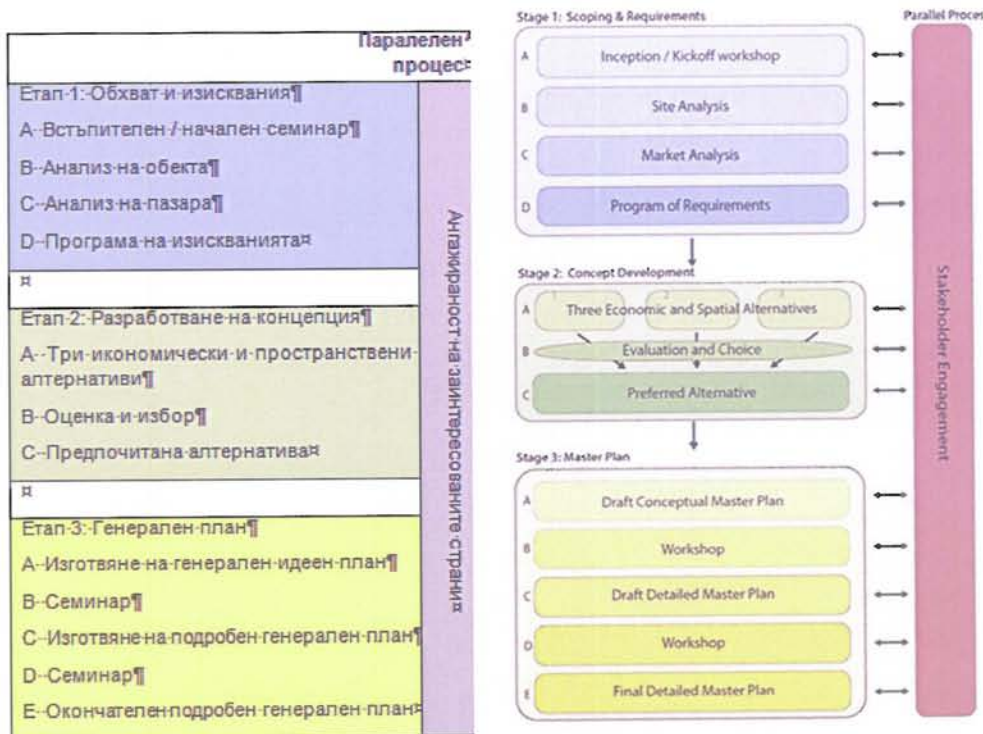 Паралелен
процес¤
Етап·1:·Обхват·и·изисквания¶
A·-Встъпителен·/·начален·семинар¶
B·-Анализ·на·обекта¶
C·-Анализ·на·пазара¶
D·-Програма·на·изискванията¤
¤
Етап·2:·Разработване·на·концепция¶
A·-Три·икономически·и·пространствени·
алтернативи¶
B·-Оценка·и·избор¶
C·-Предпочитана·алтернатива¤
¤
Етап·3:·Генерален·план¶
A·-Изготвяне·на·генерален·идеен·план¶
B·-Семинар¶
C·-Изготвяне·на·подробен·генерален·план¶
D·-Семинар¶
E·-Окончателен·подробен·генерален·план¤
Ангажираност·на·заинтересованите·страни¤
Stage 1: Scoping & Requirements
A Inception / Kickoff workshop
B Site Analysis
C Market Analysis
D Program of Requirements
Stage 2: Concept Development
1 2 3
A Three Economic and Spatial Alternatives
B Evaluation and Choice
C Preferred Alternative
Stage 3: Master Plan
A Draft Conceptual Master Plan
B Workshop
C Draft Detailed Master Plan
D Workshop
E Final Detailed Master Plan
Parallel Proces
Stakeholder Engagement